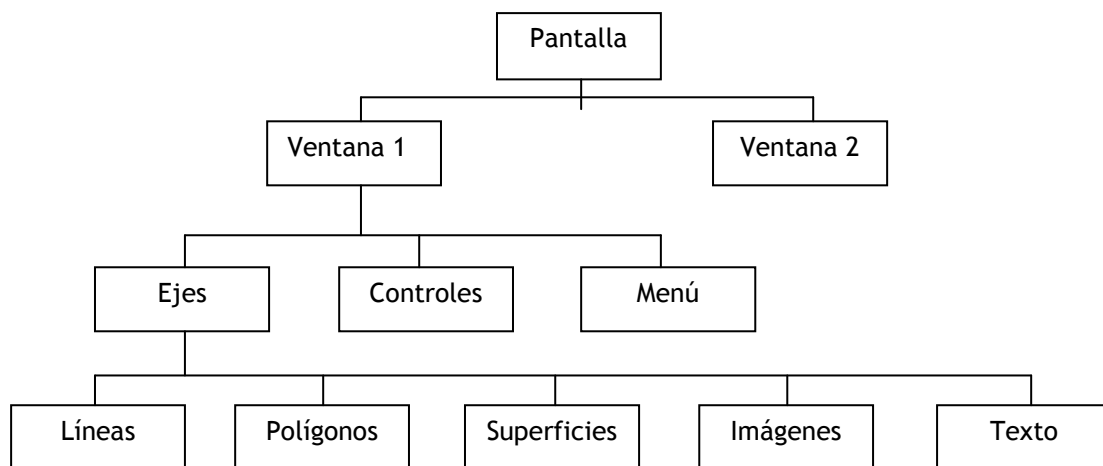 Pantalla
Ventana 1
Ventana 2
Ejes
Controles
Menú
Líneas
Polígonos
Superficies
Imágenes
Texto